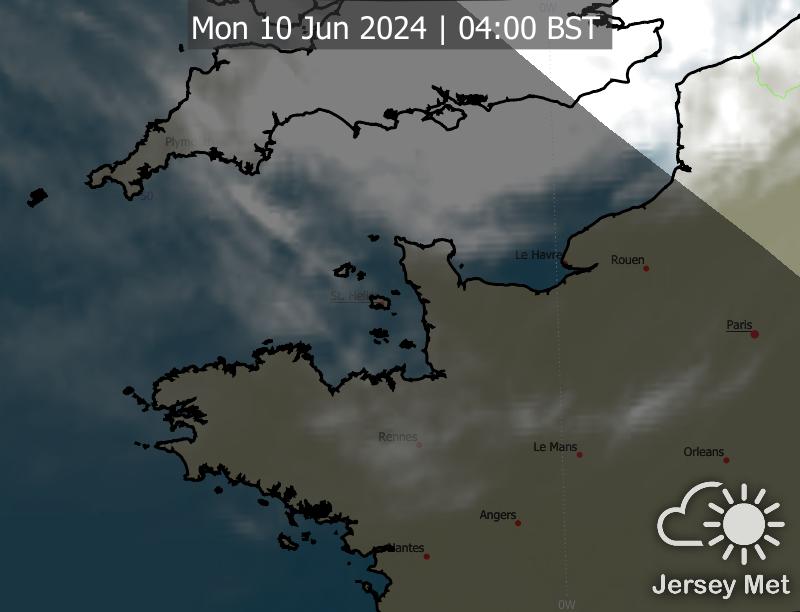 0W
Mon 10 Jun 2024 | 04:00 BST
Plym
50
Le Havre
Rouen
St. Helier
Paris
Rennes
Le Mans
Orleans
Angers
Nantes
Jersey Met
0W